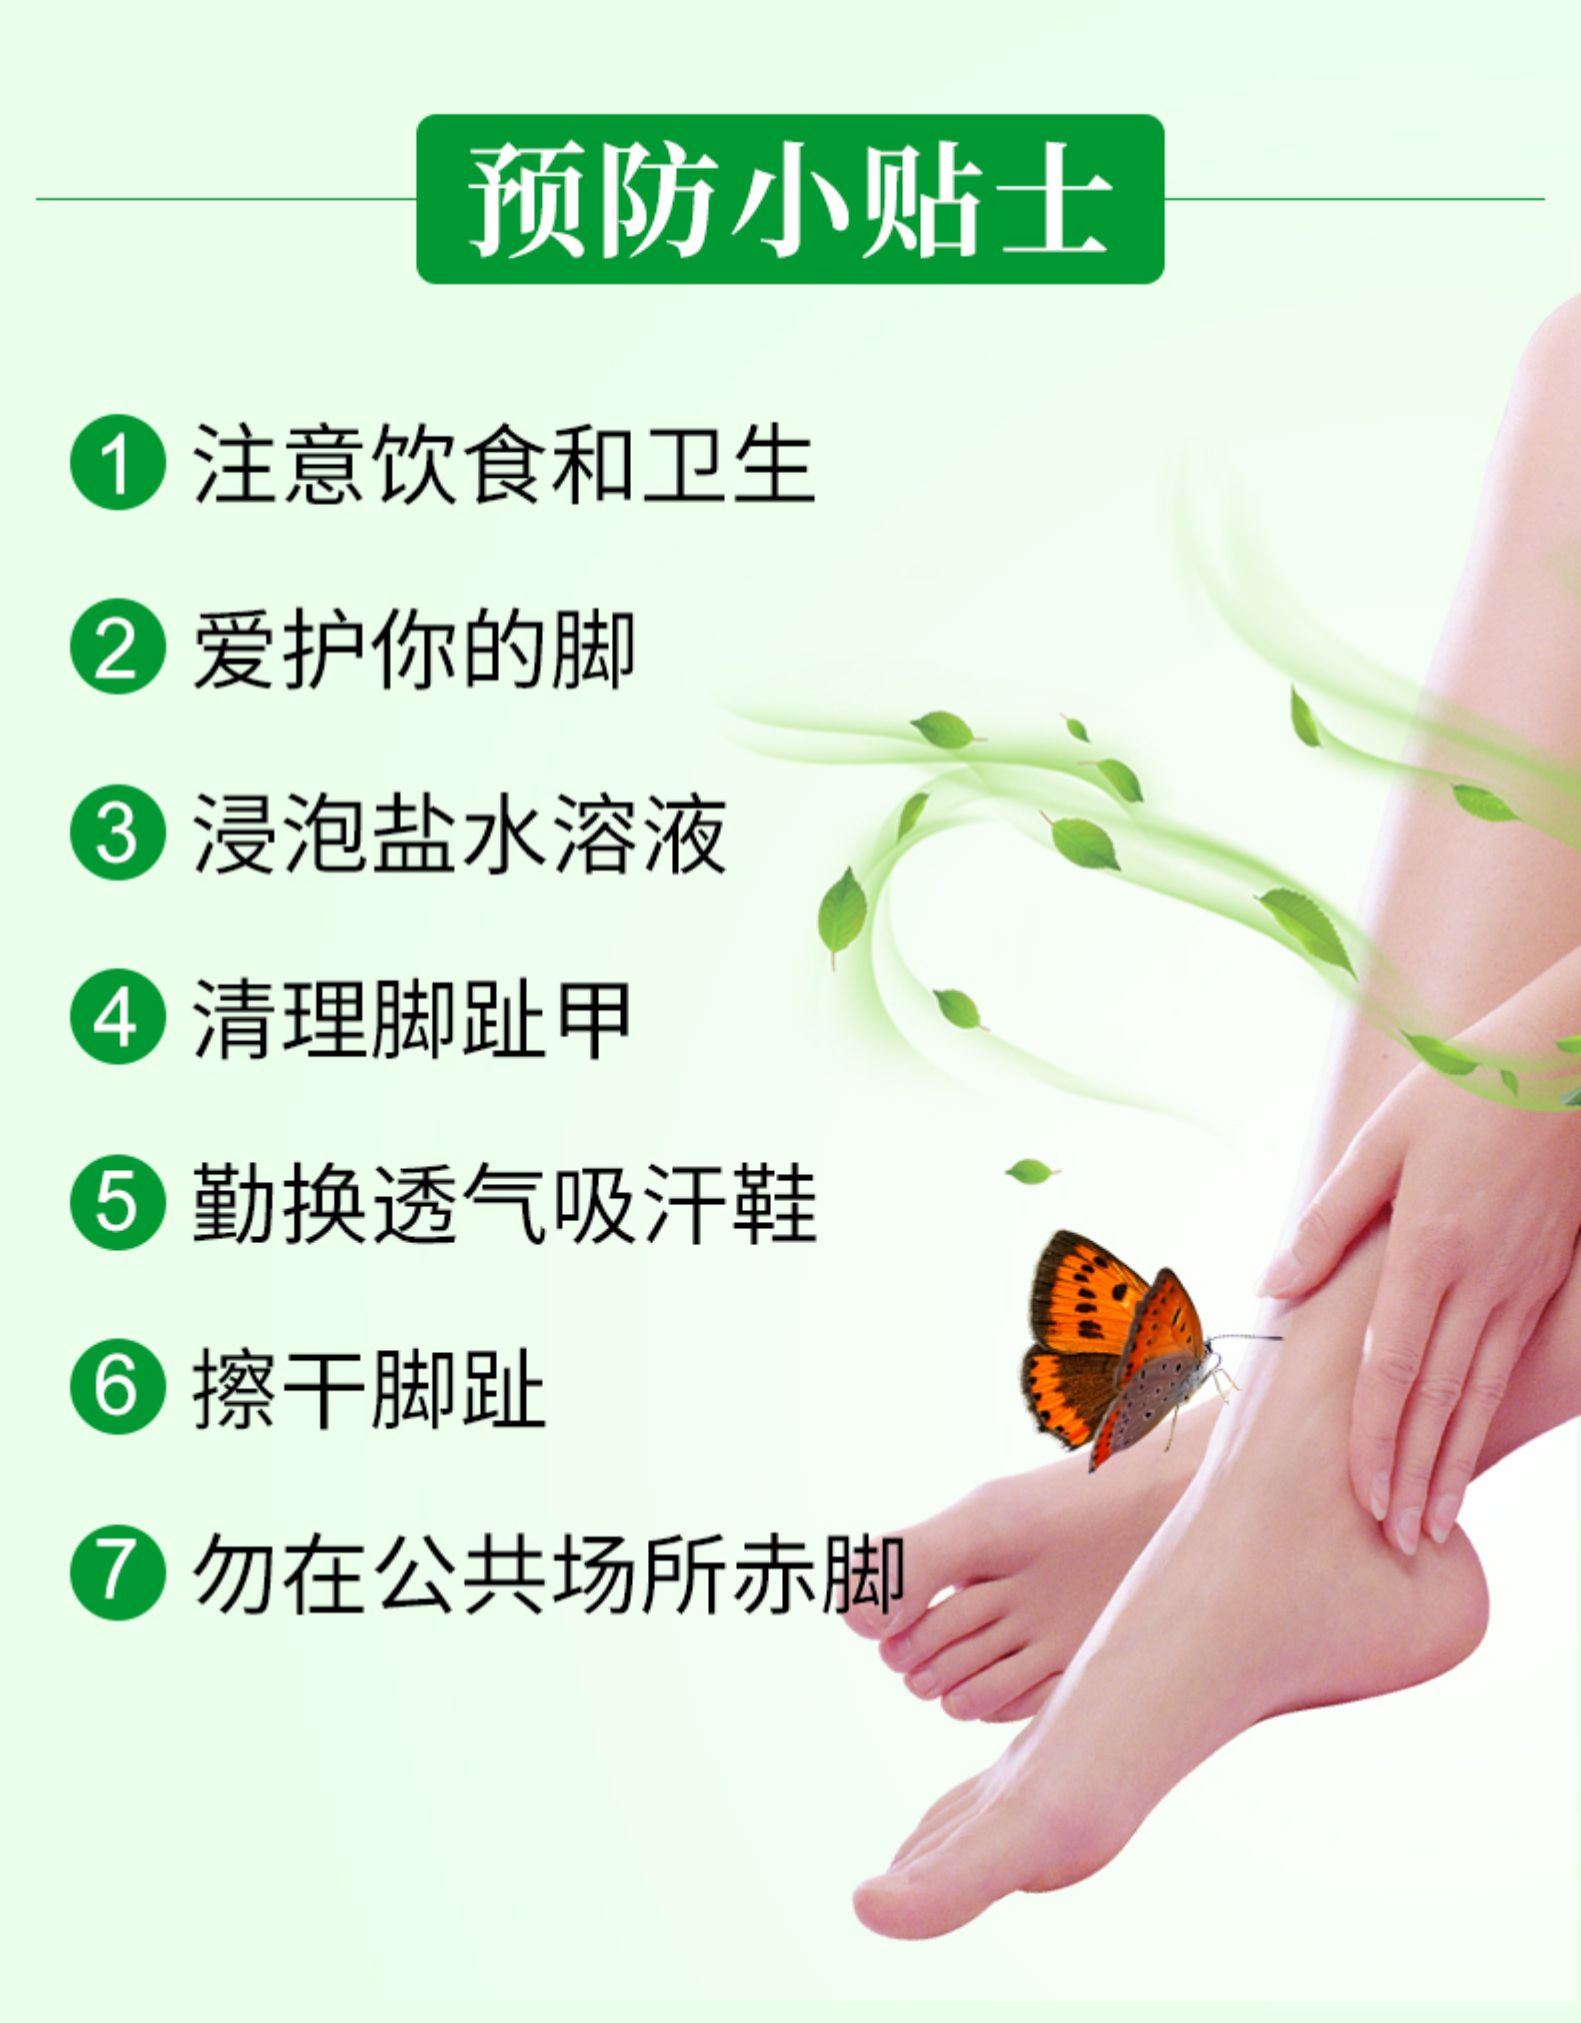 预防小贴士
1 注意饮食和卫生
2 爱护你的脚
3 浸泡盐水溶液
4 清理脚趾甲
5 勤换透气吸汗鞋
6 擦干脚趾
7 勿在公共场所赤脚